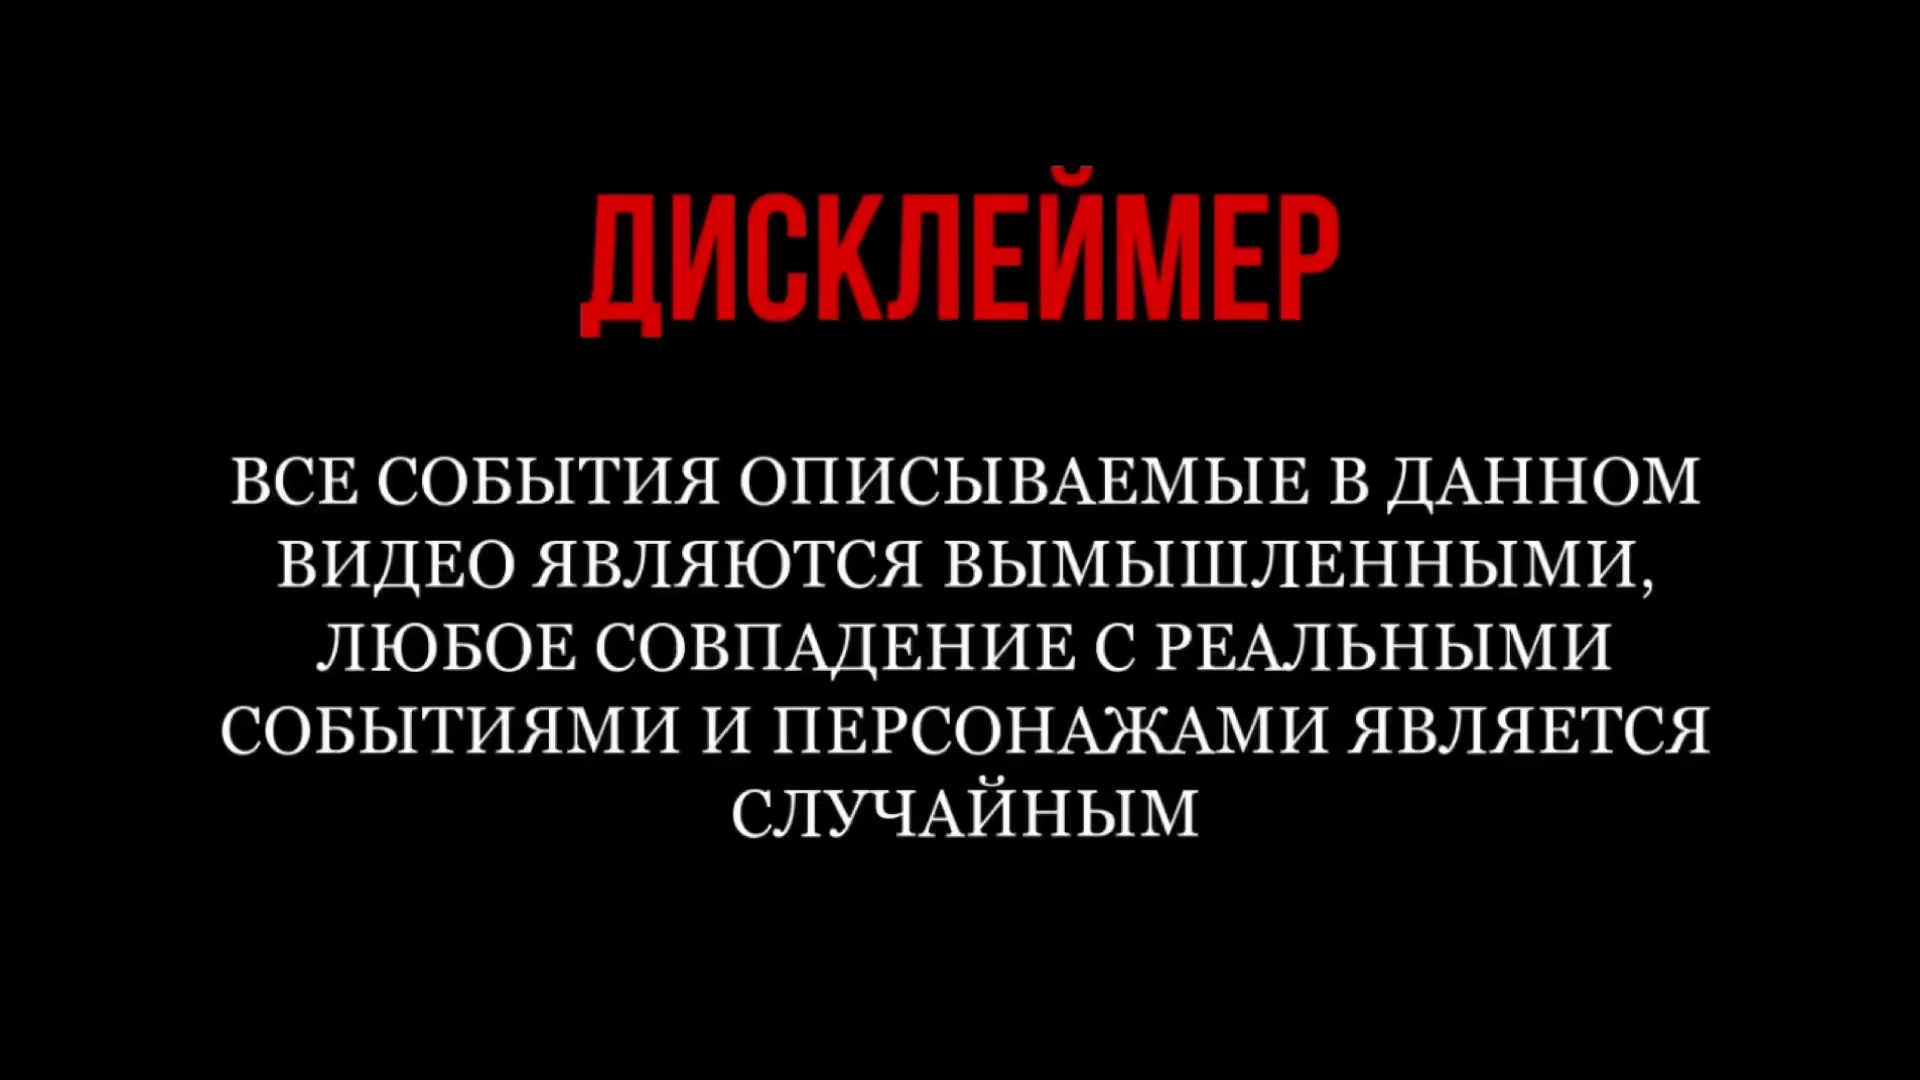 ДИСКЛЕЙМЕР
ВСЕ СОБЫТИЯ ОПИСЫВАЕМЫЕ В ДАННОМ
ВИДЕО ЯВЛЯЮТСЯ ВЫМЫШЛЕННЫМИ,
ЛЮБОЕ СОВПАДЕНИЕ С РЕАЛЬНЫМИ
СОБЫТИЯМИ И ПЕРСОНАЖАМИ ЯВЛЯЕТСЯ
СЛУЧАЙНЫМ